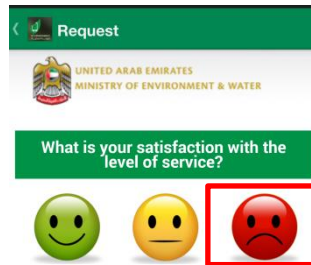 Request
UNITED ARAB EMIRATES
MINISTRY OF ENVIRONMENT & WATER
What is your satisfaction with the
level of service?